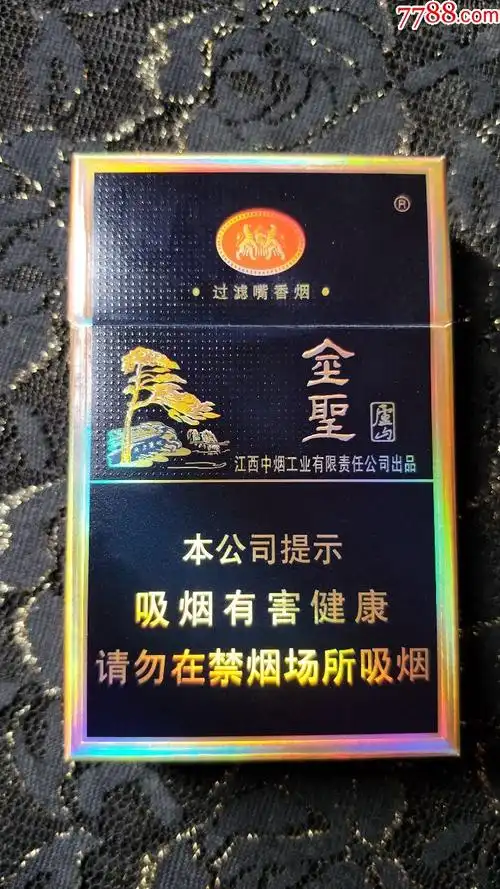 7788.com
®
• 过滤嘴香烟 •
金聖
廬山
江西中烟工业有限责任公司出品
本公司提示
吸烟有害健康
请勿在禁烟场所吸烟